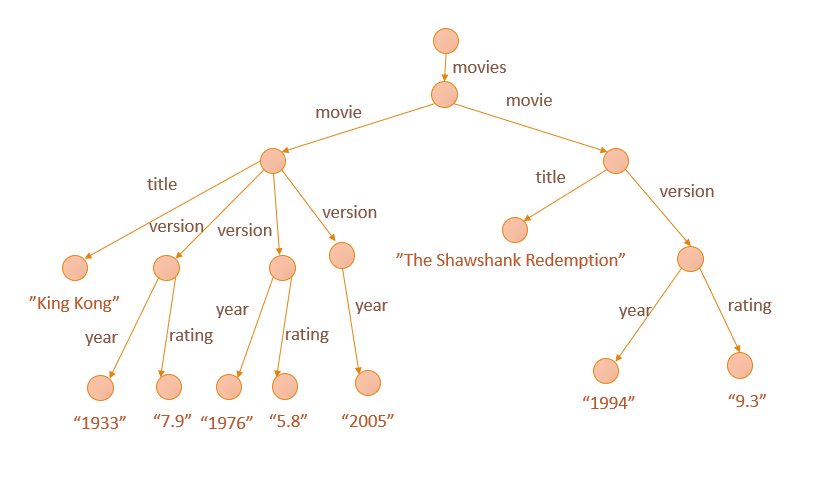 movies
movie
movie
title
version
version
version
title
version
”King Kong”
”The Shawshank Redemption”
year
rating
year
rating
year
year
rating
“1933”
“7.9”
“1976”
“5.8”
“2005”
“1994”
“9.3”